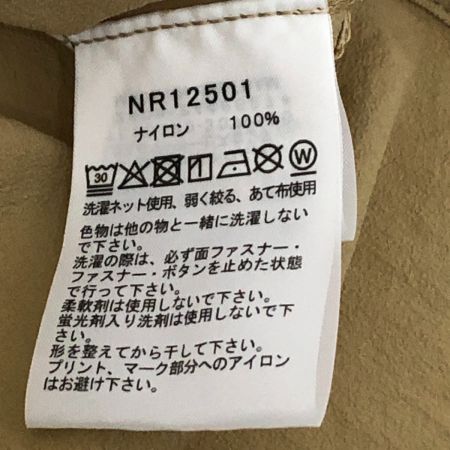 NR12501
ナイロン 100%
30 W
洗濯ネット使用、弱く絞る、あて布使用
色物は他の物と一緒に洗濯しない
で下さい。
洗濯の際は、必ず面ファスナー・
ファスナー・ボタンを止めた状態
で行って下さい。
柔軟剤は使用しないで下さい。
蛍光剤入り洗剤は使用しないで下
さい。
形を整えてから干して下さい。
プリント、マーク部分へのアイロン
はお避け下さい。